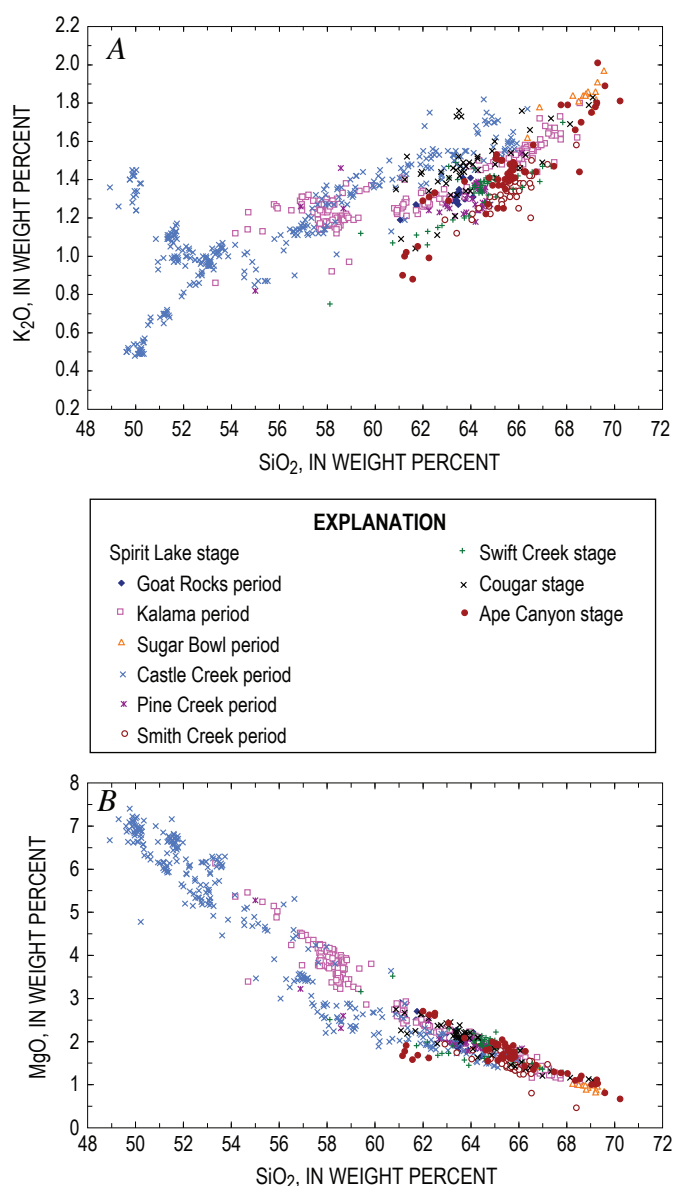 A
2.2
2.0
1.8
1.6
1.4
1.2
1.0
0.8
0.6
0.4
0.2
K2O, IN WEIGHT PERCENT
48 50 52 54 56 58 60 62 64 66 68 70 72
SiO2, IN WEIGHT PERCENT
EXPLANATION
Spirit Lake stage
Goat Rocks period
Kalama period
Sugar Bowl period
Castle Creek period
Pine Creek period
Smith Creek period
Swift Creek stage
Cougar stage
Ape Canyon stage
B
8
7
6
5
4
3
2
1
0
MgO, IN WEIGHT PERCENT
48 50 52 54 56 58 60 62 64 66 68 70 72
SiO2, IN WEIGHT PERCENT